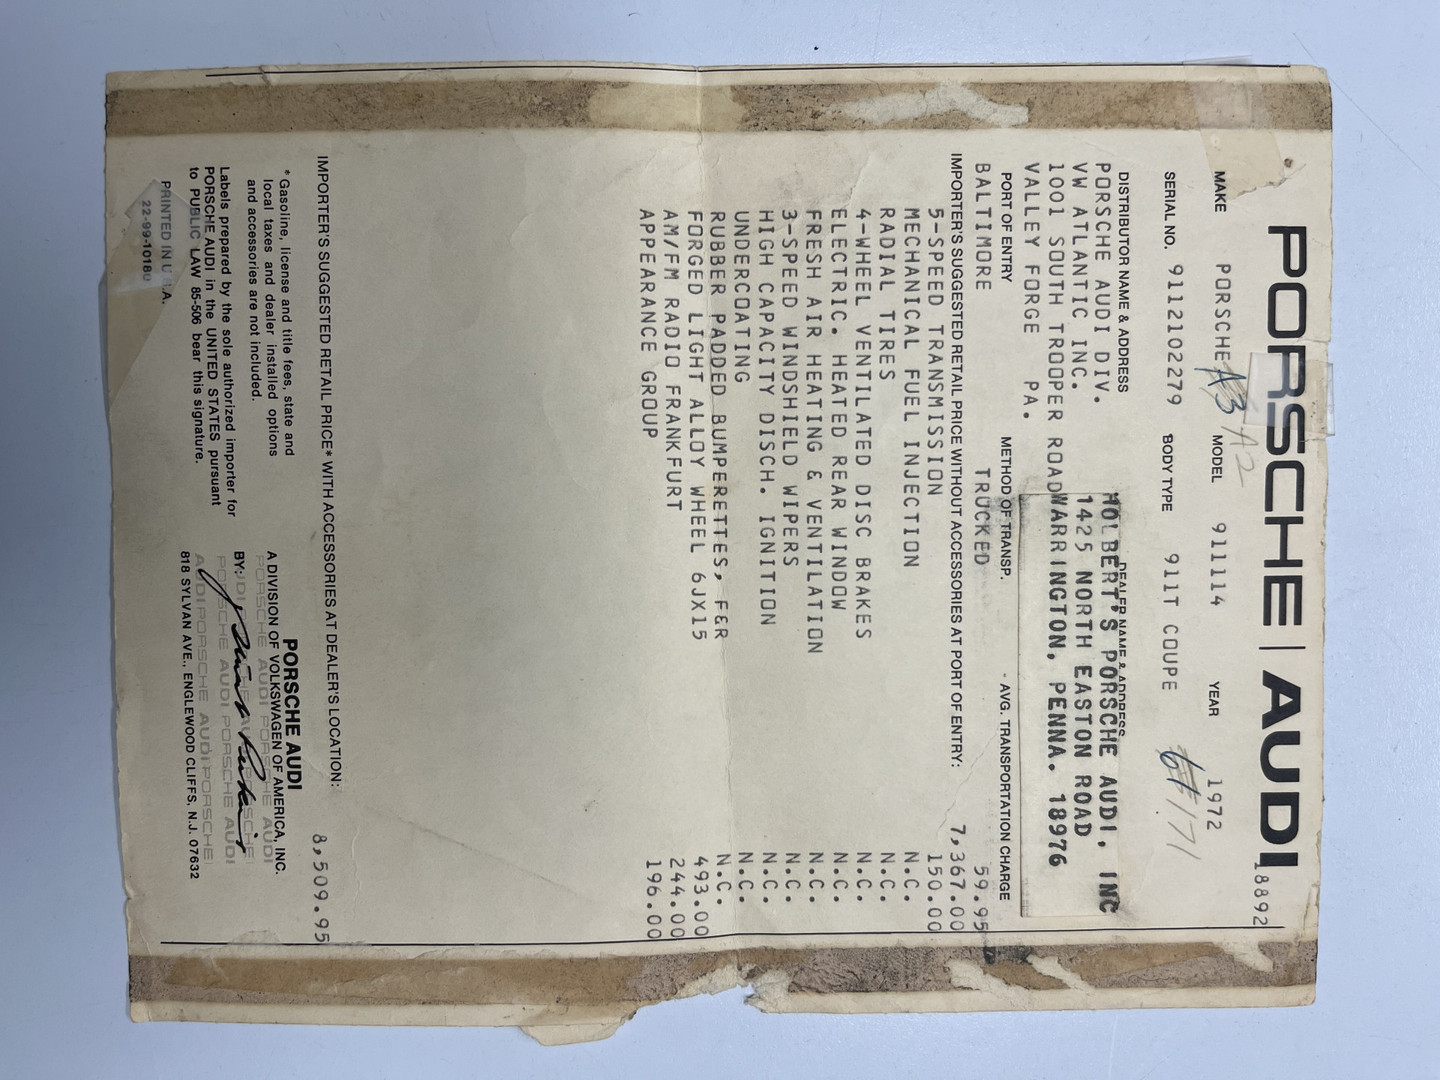 PORSCHE | AUDI
18892
MAKE PORSCHE A3 A2 MODEL 911114 YEAR 1972
SERIAL NO. 9112102279 BODY TYPE 911T COUPE
DISTRIBUTOR NAME & ADDRESS DEALER NAME & ADDRESS
PORSCHE AUDI DIV. HOLBERT'S PORSCHE AUDI, INC
VW ATLANTIC INC. 1425 NORTH EASTON ROAD
1001 SOUTH TROOPER ROAD WARRINGTON, PENNA. 18976
VALLEY FORGE PA.
PORT OF ENTRY METHOD OF TRANSP. AVG. TRANSPORTATION CHARGE
BALTIMORE TRUCKED 59.95
IMPORTER'S SUGGESTED RETAIL PRICE WITHOUT ACCESSORIES AT PORT OF ENTRY: 7,367.00
5-SPEED TRANSMISSION 150.00
MECHANICAL FUEL INJECTION N.C.
RADIAL TIRES N.C.
4-WHEEL VENTILATED DISC BRAKES N.C.
ELECTRIC. HEATED REAR WINDOW N.C.
FRESH AIR HEATING & VENTILATION N.C.
3-SPEED WINDSHIELD WIPERS N.C.
HIGH CAPACITY DISCH. IGNITION N.C.
UNDERCOATING N.C.
RUBBER PADDED BUMPERETTES, F&R N.C.
FORGED LIGHT ALLOY WHEEL 6JX15 493.00
AM/FM RADIO FRANKFURT 244.00
APPEARANCE GROUP 196.00
IMPORTER'S SUGGESTED RETAIL PRICE* WITH ACCESSORIES AT DEALER'S LOCATION: 8,509.95
* Gasoline, license and title fees, state and
local taxes and dealer installed options
and accessories are not included.
Labels prepared by the sole authorized importer for
PORSCHE AUDI in the UNITED STATES pursuant
to PUBLIC LAW 85-506 bear this signature.
PRINTED IN U.S.A.
22-99-10180
PORSCHE AUDI
A DIVISION OF VOLKSWAGEN OF AMERICA, INC.
BY:
818 SYLVAN AVE., ENGLEWOOD CLIFFS, N.J. 07632